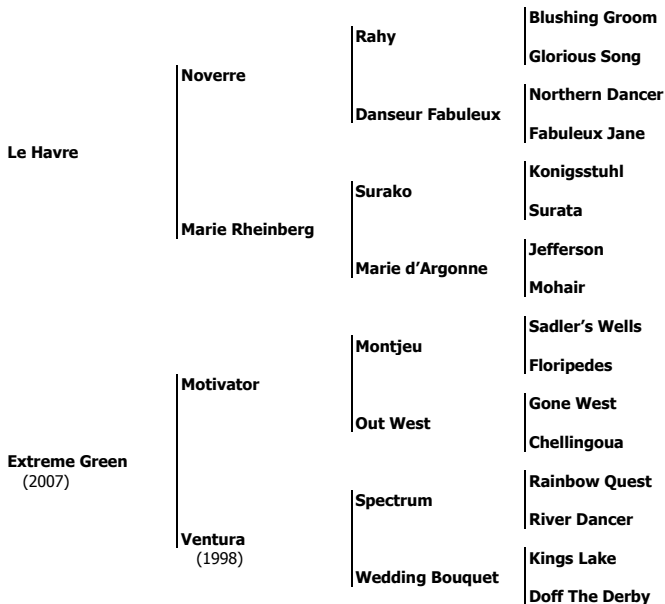 Blushing Groom
Rahy
Glorious Song
Noverre
Northern Dancer
Danseur Fabuleux
Fabuleux Jane
Le Havre
Konigsstuhl
Surako
Surata
Marie Rheinberg
Jefferson
Marie d’Argonne
Mohair
Sadler’s Wells
Montjeu
Floripedes
Motivator
Gone West
Out West
Chellingoua
Extreme Green
(2007)
Rainbow Quest
Spectrum
River Dancer
Ventura
(1998)
Kings Lake
Wedding Bouquet
Doff The Derby